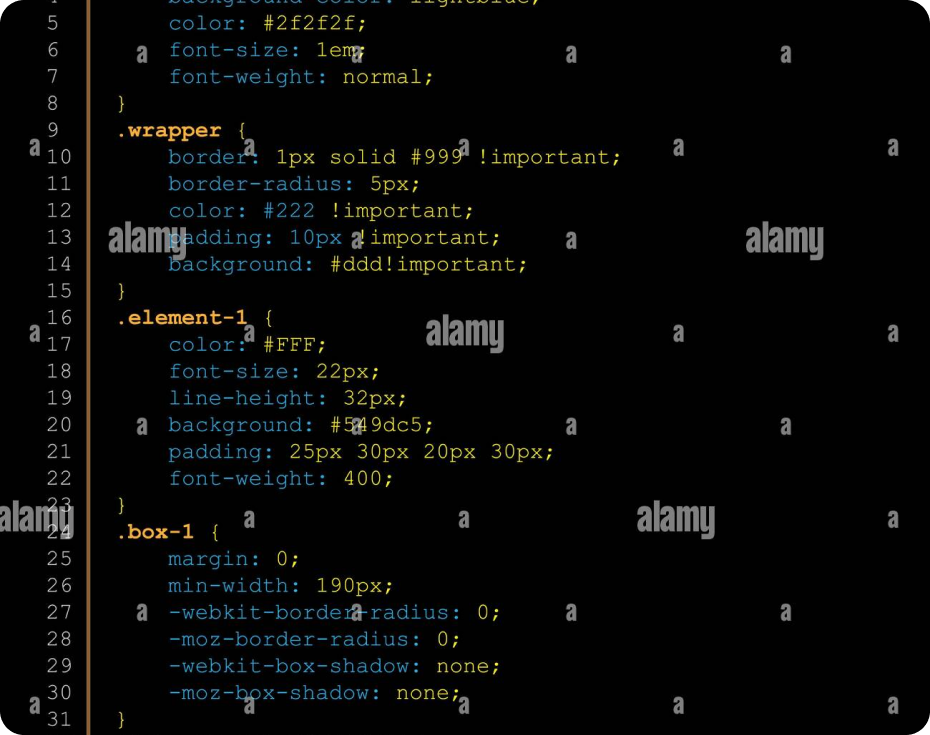 4 background-color: lightblue;
5 color: #2f2f2f;
6 font-size: 1em;
7 font-weight: normal;
8 }
9 .wrapper {
10 border: 1px solid #999 !important;
11 border-radius: 5px;
12 color: #222 !important;
13 padding: 10px !important;
14 background: #ddd!important;
15 }
16 .element-1 {
17 color: #FFF;
18 font-size: 22px;
19 line-height: 32px;
20 background: #549dc5;
21 padding: 25px 30px 20px 30px;
22 font-weight: 400;
23 }
24 .box-1 {
25 margin: 0;
26 min-width: 190px;
27 -webkit-border-radius: 0;
28 -moz-border-radius: 0;
29 -webkit-box-shadow: none;
30 -moz-box-shadow: none;
31 }
alamy
alamy
alamy
alamy
alamy